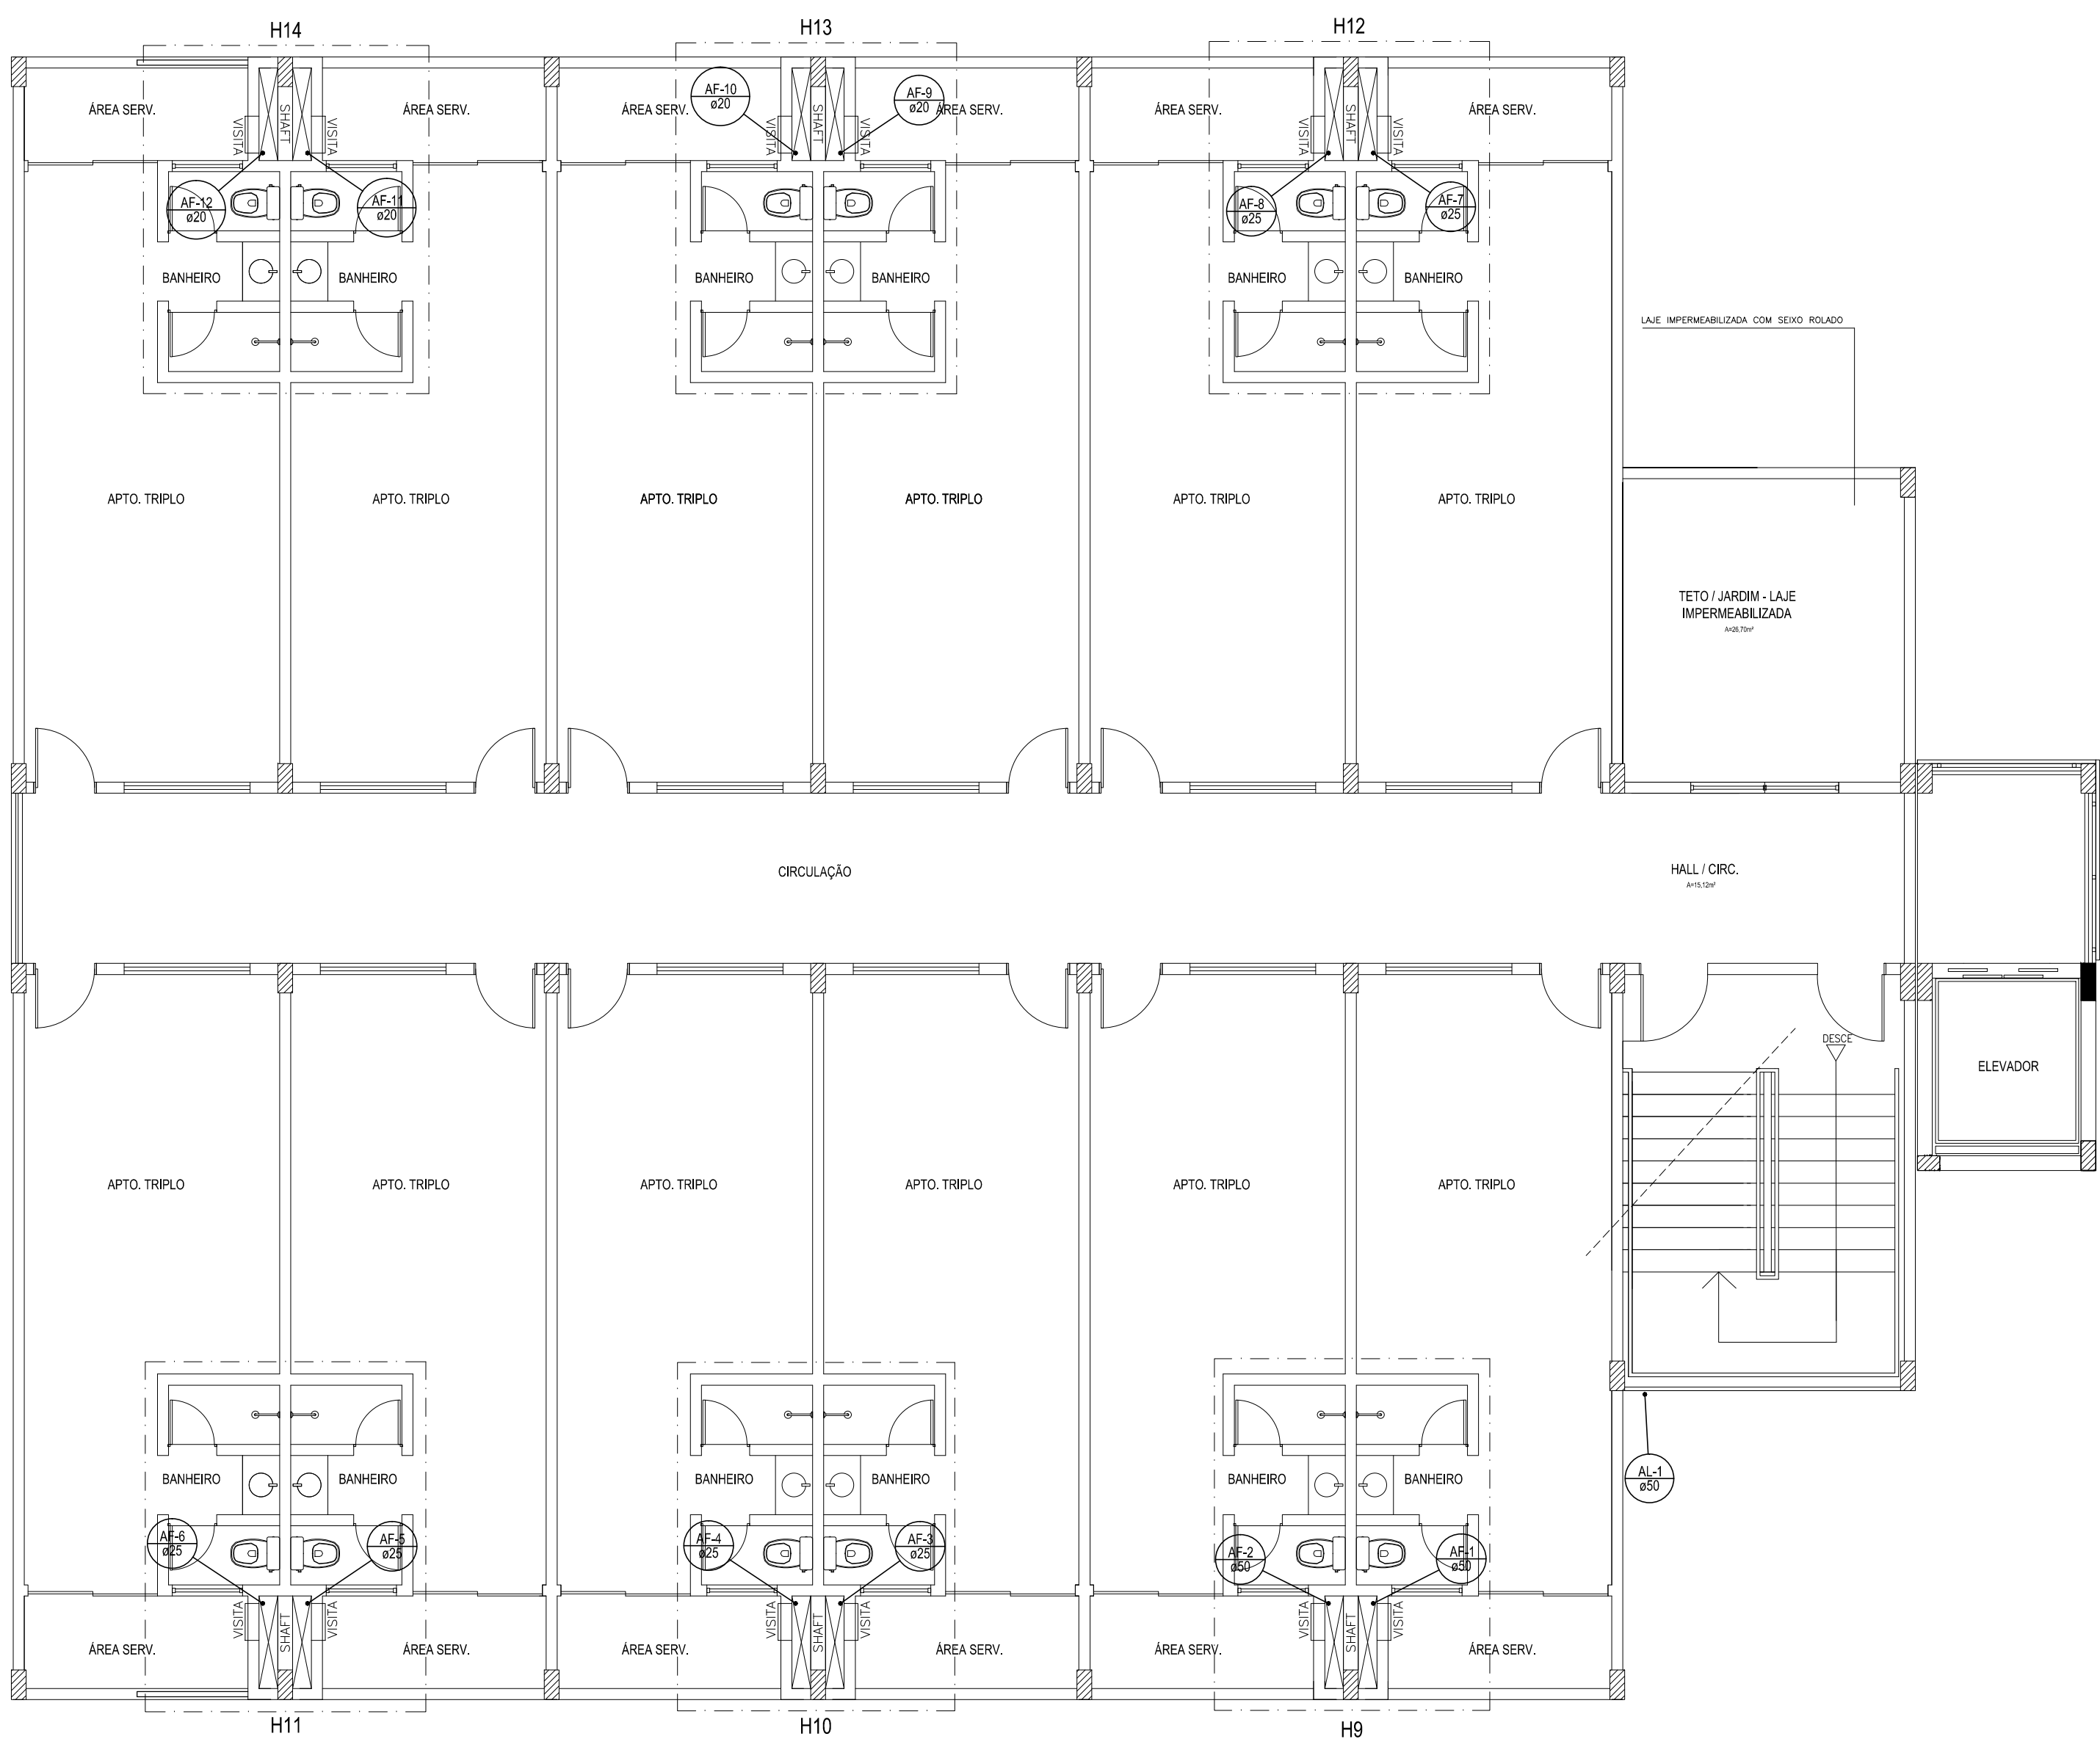 H14
H13
H12
AF-10
ø20
AF-9
ø20
ÁREA SERV.
ÁREA SERV.
ÁREA SERV.
ÁREA SERV.
ÁREA SERV.
ÁREA SERV.
VISITA
SHAFT
VISITA
VISITA
SHAFT
VISITA
VISITA
SHAFT
VISITA
AF-12
ø20
AF-11
ø20
AF-8
ø25
AF-7
ø25
BANHEIRO
BANHEIRO
BANHEIRO
BANHEIRO
BANHEIRO
BANHEIRO
LAJE IMPERMEABILIZADA COM SEIXO ROLADO
APTO. TRIPLO
APTO. TRIPLO
APTO. TRIPLO
APTO. TRIPLO
APTO. TRIPLO
APTO. TRIPLO
TETO / JARDIM - LAJE
IMPERMEABILIZADA
A=26,70m²
CIRCULAÇÃO
HALL / CIRC.
A=15,12m²
DESCE
ELEVADOR
APTO. TRIPLO
APTO. TRIPLO
APTO. TRIPLO
APTO. TRIPLO
APTO. TRIPLO
APTO. TRIPLO
BANHEIRO
BANHEIRO
BANHEIRO
BANHEIRO
BANHEIRO
BANHEIRO
AL-1
ø50
AF-6
ø25
AF-5
ø25
AF-4
ø25
AF-3
ø25
AF-2
ø50
AF-1
ø50
VISITA
SHAFT
VISITA
VISITA
SHAFT
VISITA
VISITA
SHAFT
VISITA
ÁREA SERV.
ÁREA SERV.
ÁREA SERV.
ÁREA SERV.
ÁREA SERV.
ÁREA SERV.
H11
H10
H9